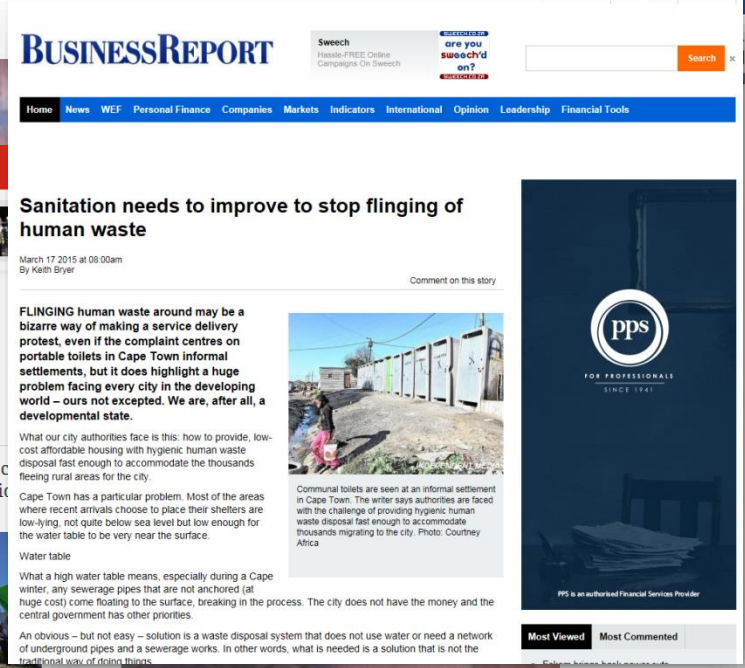 BUSINESSREPORT
Sweech
Hassle-FREE Online
Campaigns On Sweech
SWEECH.CO.ZA
are you
sweech'd
on?
SWEECH.CO.ZA
Search
×
Home News WEF Personal Finance Companies Markets Indicators International Opinion Leadership Financial Tools
Sanitation needs to improve to stop flinging of
human waste
March 17 2015 at 08:00am
By Keith Bryer
Comment on this story
FLINGING human waste around may be a
bizarre way of making a service delivery
protest, even if the complaint centres on
portable toilets in Cape Town informal
settlements, but it does highlight a huge
problem facing every city in the developing
world – ours not excepted. We are, after all, a
developmental state.
What our city authorities face is this: how to provide, low-
cost affordable housing with hygienic human waste
disposal fast enough to accommodate the thousands
fleeing rural areas for the city.
Cape Town has a particular problem. Most of the areas
where recent arrivals choose to place their shelters are
low-lying, not quite below sea level but low enough for
the water table to be very near the surface.
Water table
What a high water table means, especially during a Cape
winter, any sewerage pipes that are not anchored (at
huge cost) come floating to the surface, breaking in the process. The city does not have the money and the
central government has other priorities.
An obvious – but not easy – solution is a waste disposal system that does not use water or need a network
of underground pipes and a sewerage works. In other words, what is needed is a solution that is not the
traditional way of doing things.
INDEPENDENT
Communal toilets are seen at an informal settlement
in Cape Town. The writer says authorities are faced
with the challenge of providing hygienic human
waste disposal fast enough to accommodate
thousands migrating to the city. Photo: Courtney
Africa
pps
FOR PROFESSIONALS
SINCE 1941
PPS is an authorised Financial Services Provider
Most Viewed Most Commented